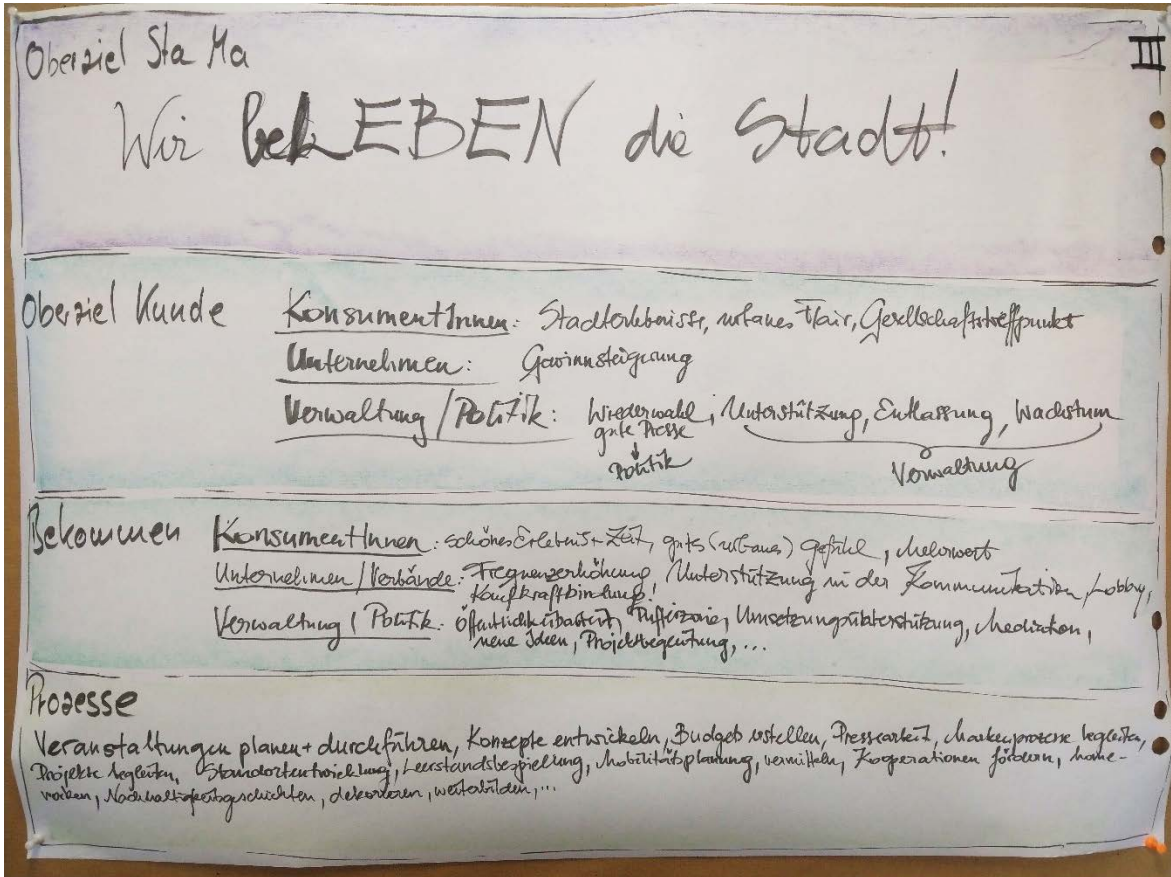 Oberziel Sta Ma
III
Wir beLEBEN die Stadt!
Oberziel Kunde
KonsumentInnen: Stadterlebnisse, urbanes Flair, Gesellschaftstreffpunkt
Unternehmen: Gewinnsteigerung
Verwaltung / Politik: Wiederwahl, Unterstützung, Entlassung, Wachstum
gute Presse
Politik
Verwaltung
Bekommen
KonsumentInnen: schönes Erlebnis + Zeit, gutes (urbanes) gefühl, Mehrwert
Unternehmen / Verbände: Frequenzerhöhung, Unterstützung in der Kommunikation, Lobby,
Kaufkraftbindung!
Verwaltung / Politik: Öffentlichkeitsarbeit, Pufferzone, Umsetzungsunterstützung, Mediation,
neue Ideen, Projektbegleitung, ...
Prozesse
Veranstaltungen planen + durchführen, Konzepte entwickeln, Budget erstellen, Pressearbeit, Markenprozesse begleiten,
Projekte begleiten, Standortentwicklung, Leerstandsbespielung, Mobilitätsplanung, vermitteln, Kooperationen fördern,
dekorieren, weiterbilden, ...